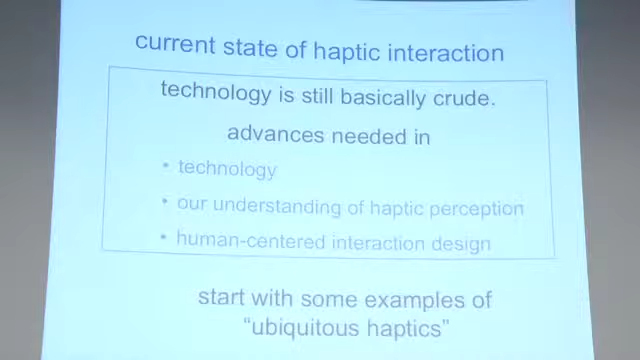 current state of haptic interaction
technology is still basically crude.
advances needed in
• technology
• our understanding of haptic perception
• human-centered interaction design
start with some examples of
“ubiquitous haptics”